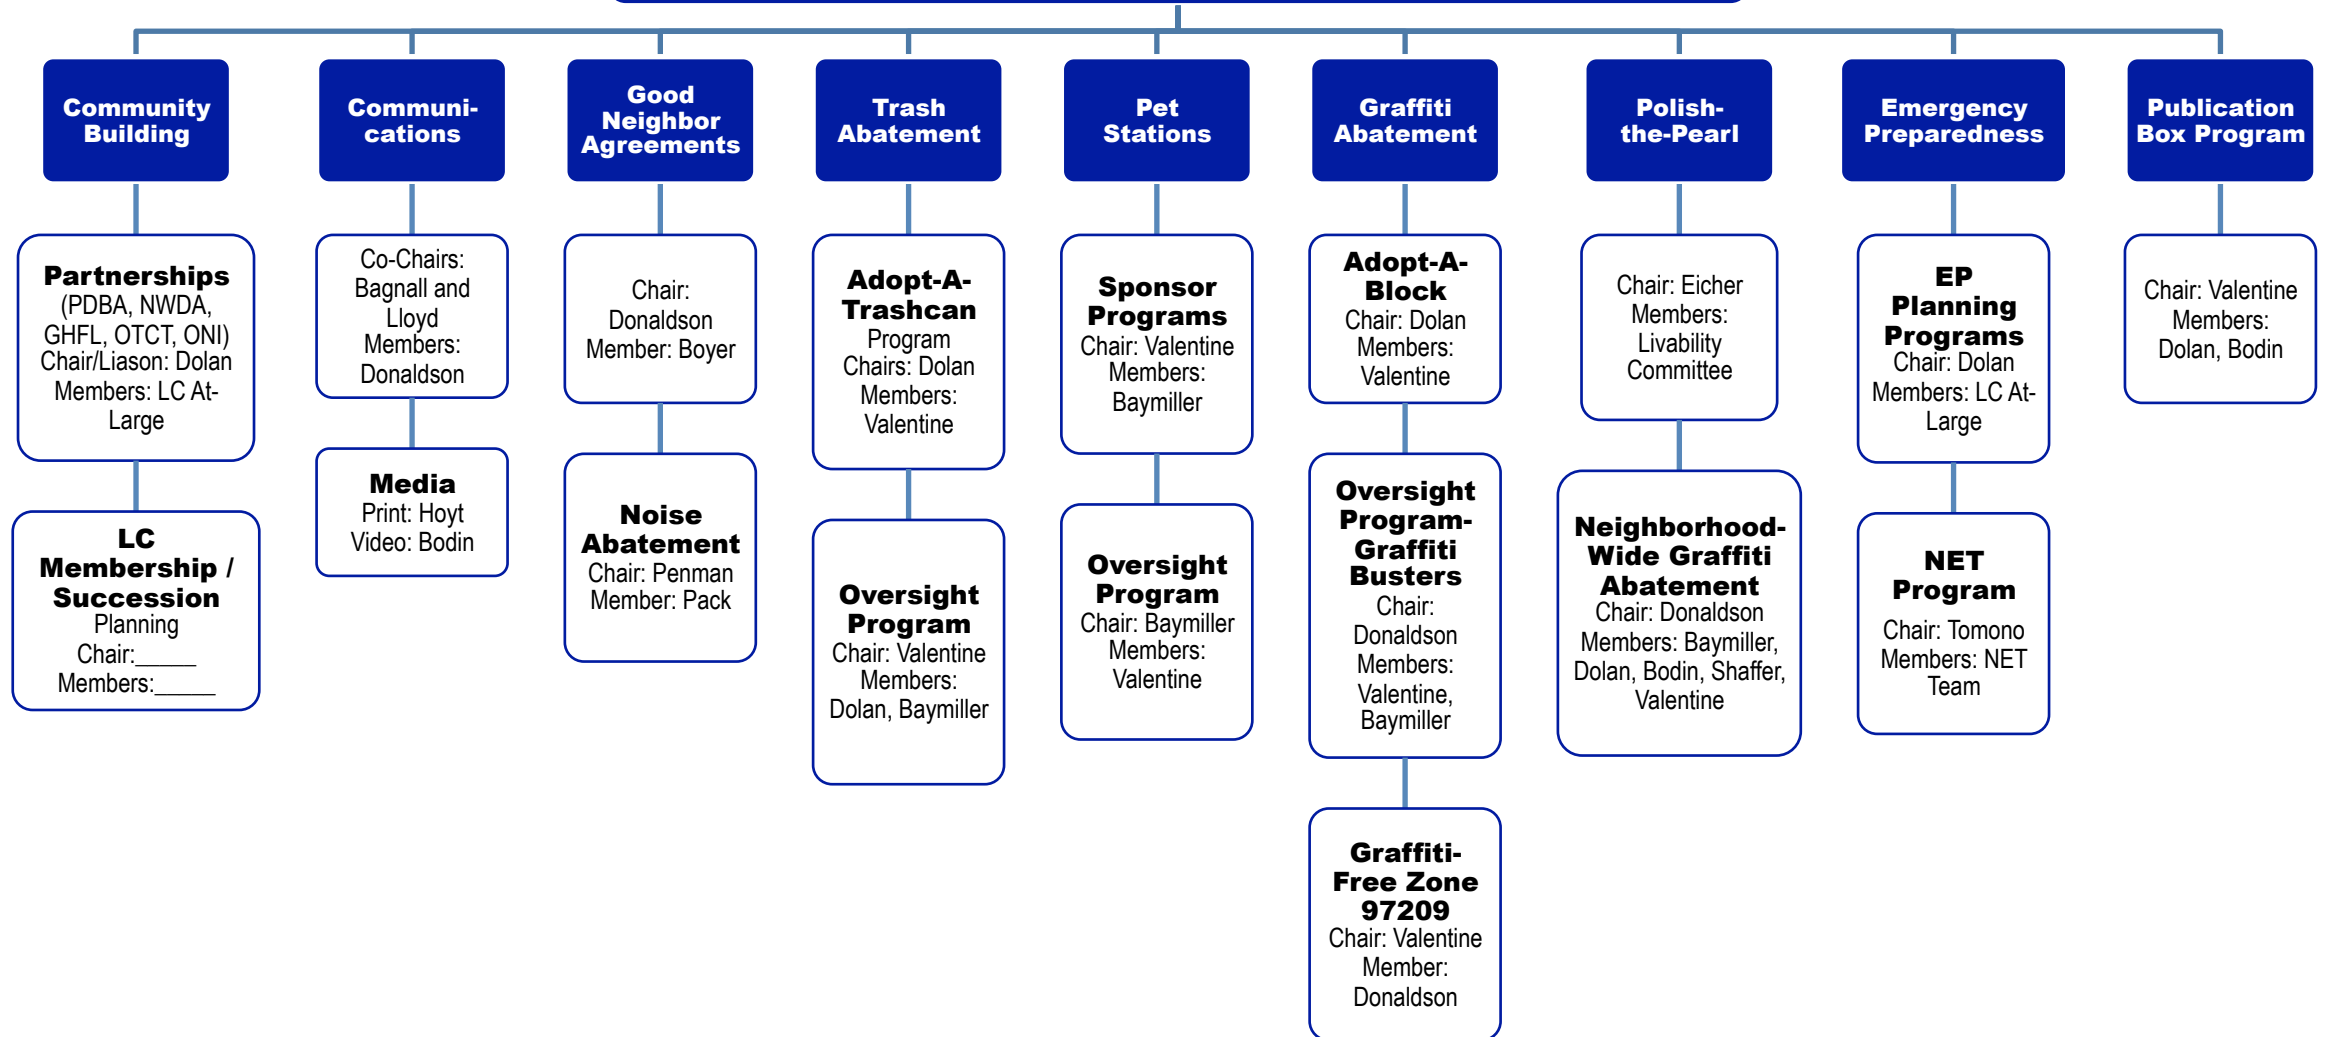 Community
Building
Communi-
cations
Good
Neighbor
Agreements
Trash
Abatement
Pet
Stations
Graffiti
Abatement
Polish-
the-Pearl
Emergency
Preparedness
Publication
Box Program
Partnerships
(PDBA, NWDA,
GHFL, OTCT, ONI)
Chair/Liason: Dolan
Members: LC At-
Large
LC
Membership /
Succession
Planning
Chair:_____
Members:_____
Co-Chairs:
Bagnall and
Lloyd
Members:
Donaldson
Media
Print: Hoyt
Video: Bodin
Chair:
Donaldson
Member: Boyer
Noise
Abatement
Chair: Penman
Member: Pack
Adopt-A-
Trashcan
Program
Chairs: Dolan
Members:
Valentine
Oversight
Program
Chair: Valentine
Members:
Dolan, Baymiller
Sponsor
Programs
Chair: Valentine
Members:
Baymiller
Oversight
Program
Chair: Baymiller
Members:
Valentine
Adopt-A-
Block
Chair: Dolan
Members:
Valentine
Oversight
Program-
Graffiti
Busters
Chair:
Donaldson
Members:
Valentine,
Baymiller
Graffiti-
Free Zone
97209
Chair: Valentine
Member:
Donaldson
Chair: Eicher
Members:
Livability
Committee
Neighborhood-
Wide Graffiti
Abatement
Chair: Donaldson
Members: Baymiller,
Dolan, Bodin, Shaffer,
Valentine
EP
Planning
Programs
Chair: Dolan
Members: LC At-
Large
NET
Program
Chair: Tomono
Members: NET
Team
Chair: Valentine
Members:
Dolan, Bodin